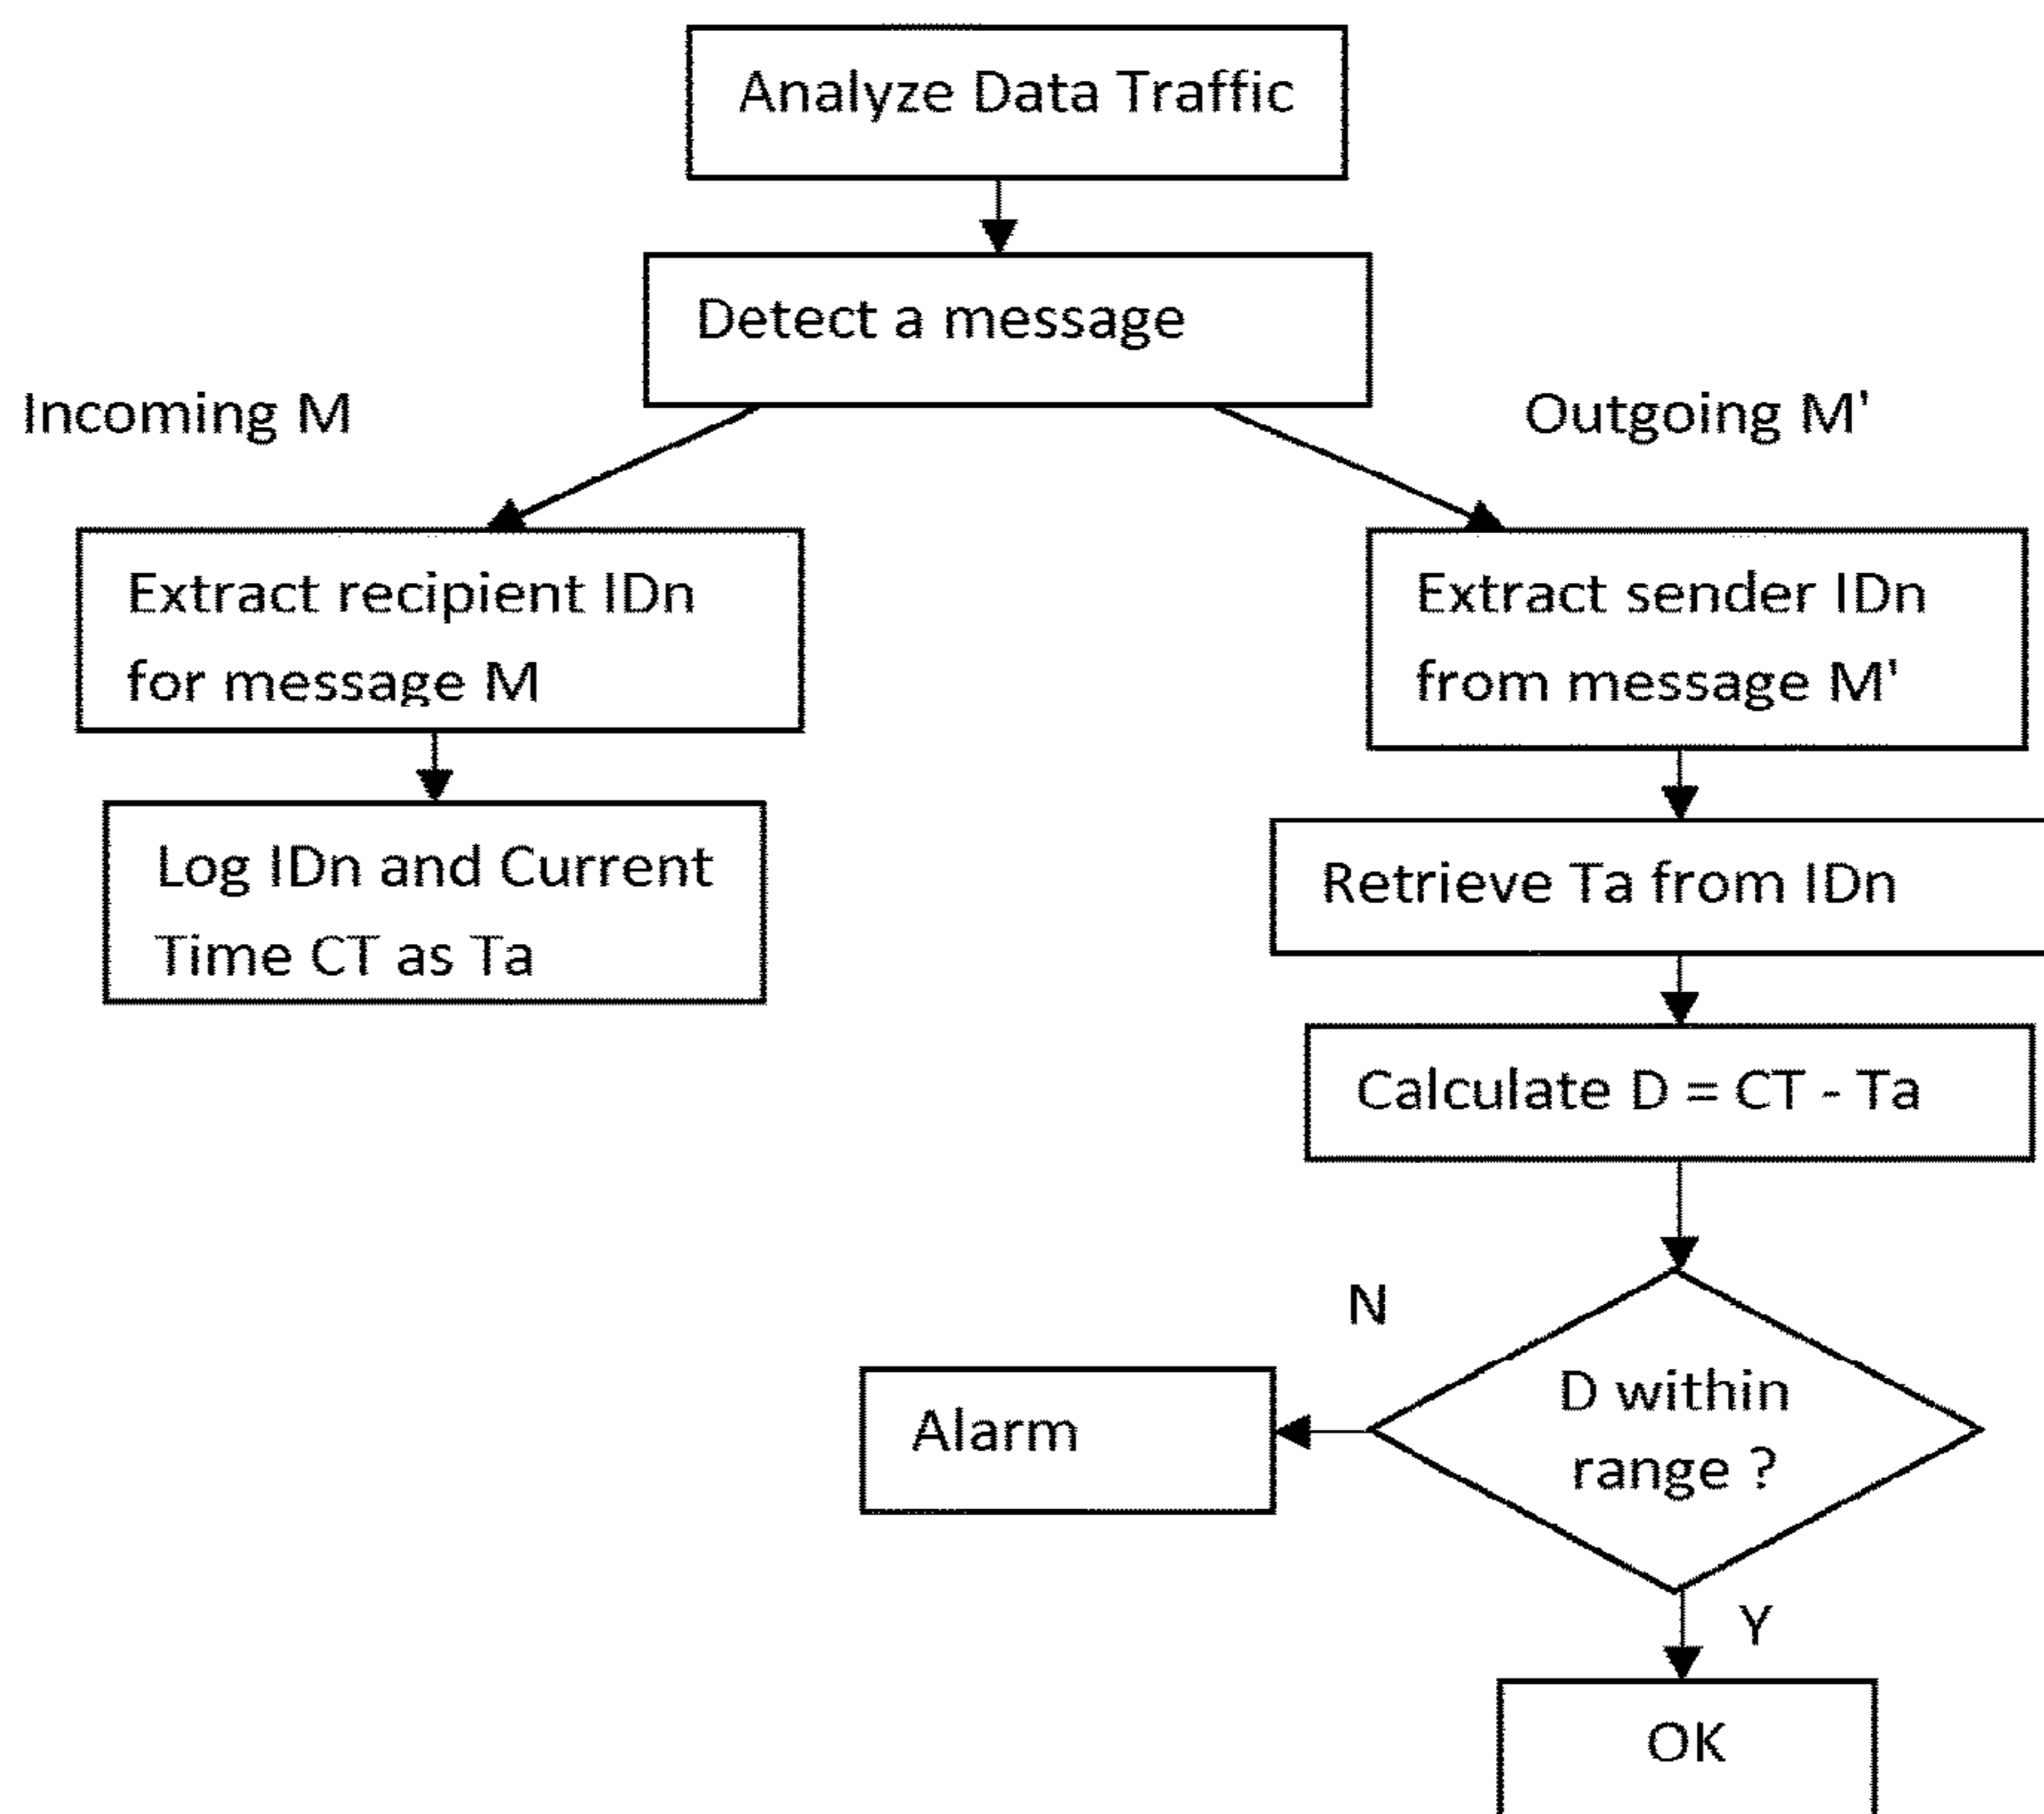 Analyze Data Traffic
Detect a message
Incoming M
Outgoing M'
Extract recipient IDn
for message M
Extract sender IDn
from message M'
Log IDn and Current
Time CT as Ta
Retrieve Ta from IDn
Calculate D = CT - Ta
N
D within
range ?
Alarm
Y
OK